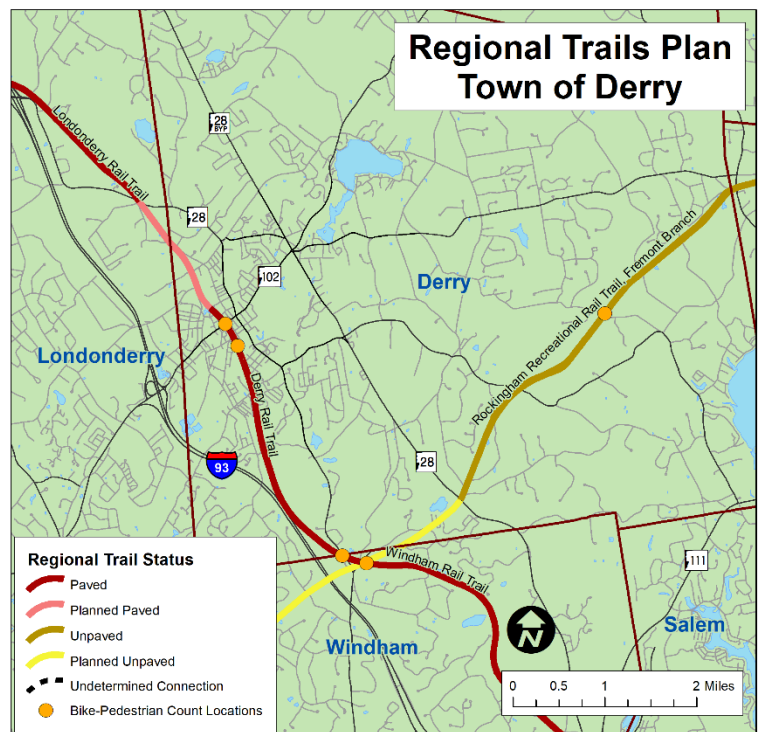 Regional Trails Plan
Town of Derry
Londonderry Rail Trail
28
BYP
28
102
Derry
Rockingham Recreational Rail Trail, Fremont Branch
Londonderry
Derry Rail Trail
93
28
Windham Rail Trail
111
Windham
Salem
N
Regional Trail Status
Paved
Planned Paved
Unpaved
Planned Unpaved
Undetermined Connection
Bike-Pedestrian Count Locations
0 0.5 1 2 Miles